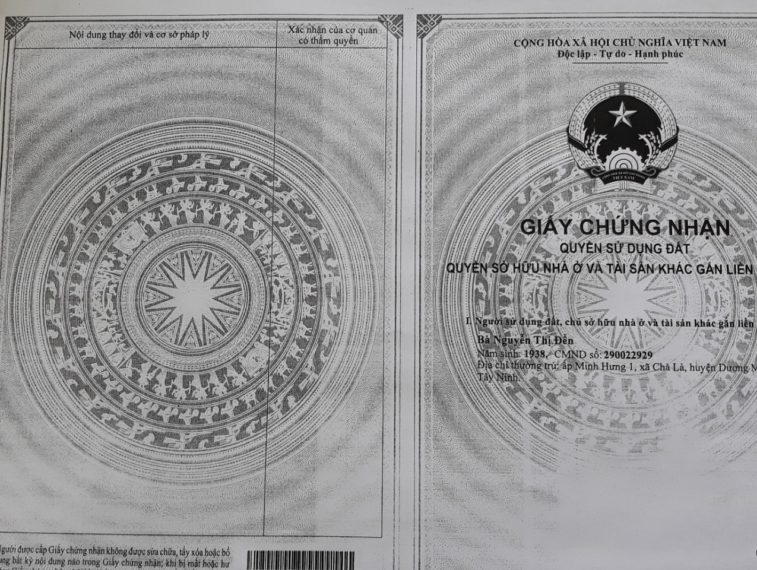 Nội dung thay đổi và cơ sở pháp lý
Xác nhận của cơ quan
có thẩm quyền
Người được cấp Giấy chứng nhận không được sửa chữa, tẩy xóa hoặc bổ
sung bất kỳ nội dung nào trong Giấy chứng nhận; khi bị mất hoặc hư
CỘNG HÒA XÃ HỘI CHỦ NGHĨA VIỆT NAM
Độc lập - Tự do - Hạnh phúc
VIỆT NAM
GIẤY CHỨNG NHẬN
QUYỀN SỬ DỤNG ĐẤT
QUYỀN SỞ HỮU NHÀ Ở VÀ TÀI SẢN KHÁC GẮN LIỀN
I. Người sử dụng đất, chủ sở hữu nhà ở và tài sản khác gắn liền
Bà Nguyễn Thị Đên
Năm sinh: 1938, CMND số: 290022929
Địa chỉ thường trú: ấp Minh Hưng 1, xã Chà Là, huyện Dương M
Tây Ninh.